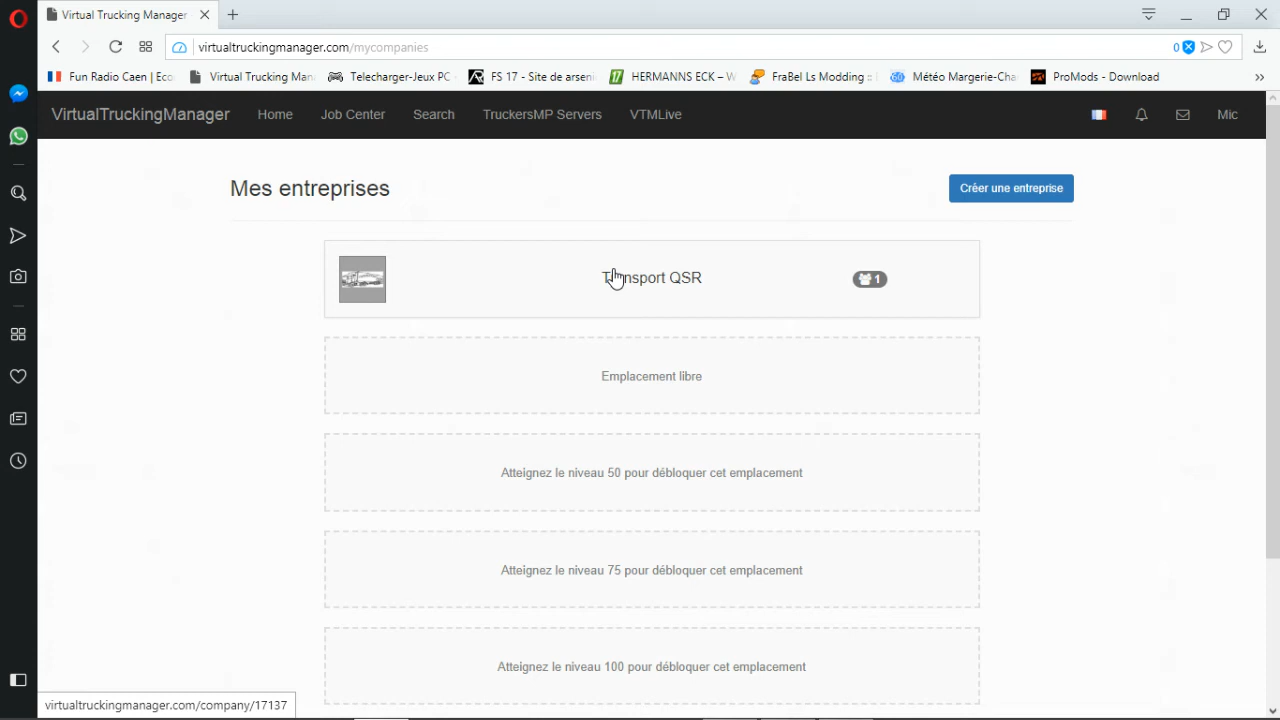 Virtual Trucking Manager
virtualtruckingmanager.com/mycompanies
0
Fun Radio Caen | Eco
Virtual Trucking Man
Telecharger-Jeux PC
FS 17 - Site de arseni
17
HERMANNS ECK – W
FraBel Ls Modding ::
Météo Margerie-Cha
ProMods - Download
VirtualTruckingManager
Home
Job Center
Search
TruckersMP Servers
VTMLive
Mic
Mes entreprises
Créer une entreprise
Transport QSR
1
Emplacement libre
Atteignez le niveau 50 pour débloquer cet emplacement
Atteignez le niveau 75 pour débloquer cet emplacement
Atteignez le niveau 100 pour débloquer cet emplacement
virtualtruckingmanager.com/company/17137